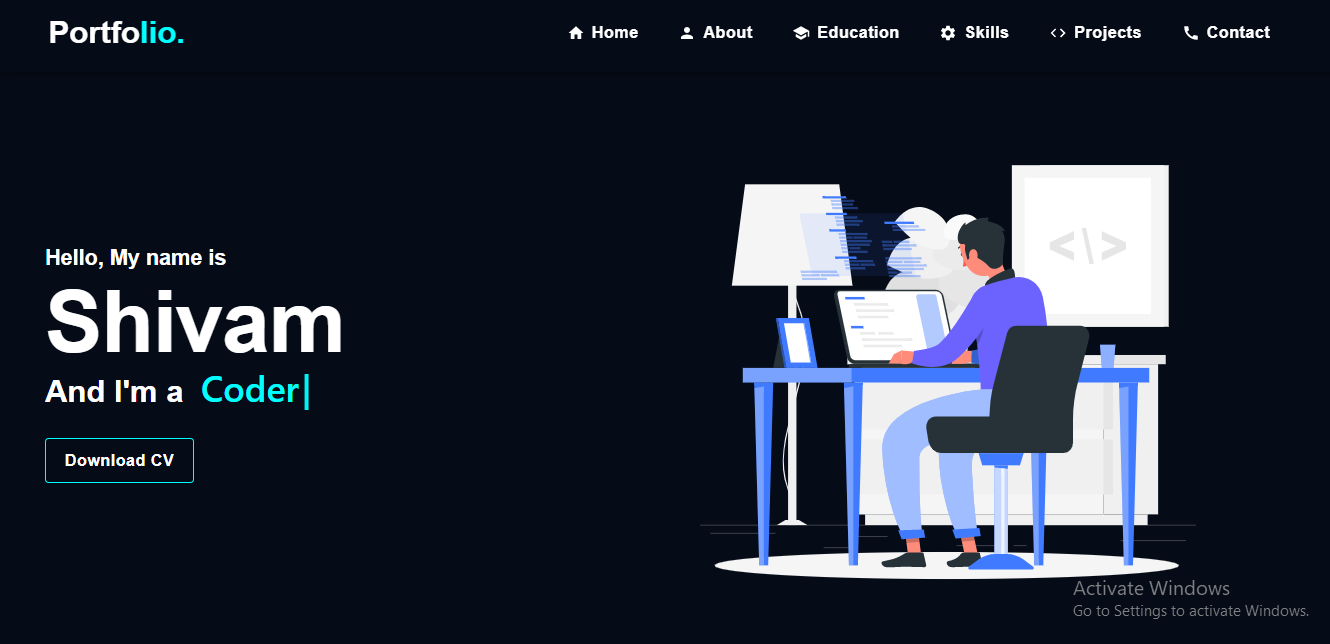 Portfolio.
Home About Education Skills Projects Contact
Hello, My name is
Shivam
And I'm a Coder|
Download CV
</>
Activate Windows
Go to Settings to activate Windows.